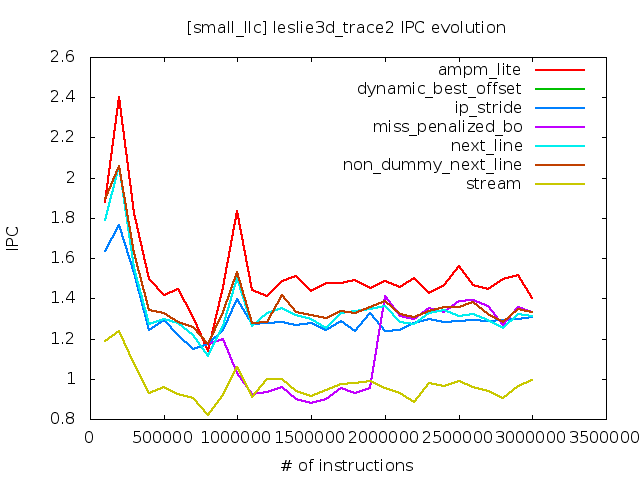 [small_llc] leslie3d_trace2 IPC evolution
2.6
2.4
2.2
2
1.8
1.6
1.4
1.2
1
0.8
IPC
ampm_lite
dynamic_best_offset
ip_stride
miss_penalized_bo
next_line
non_dummy_next_line
stream
0 500000 1000000 1500000 2000000 2500000 3000000 3500000
# of instructions